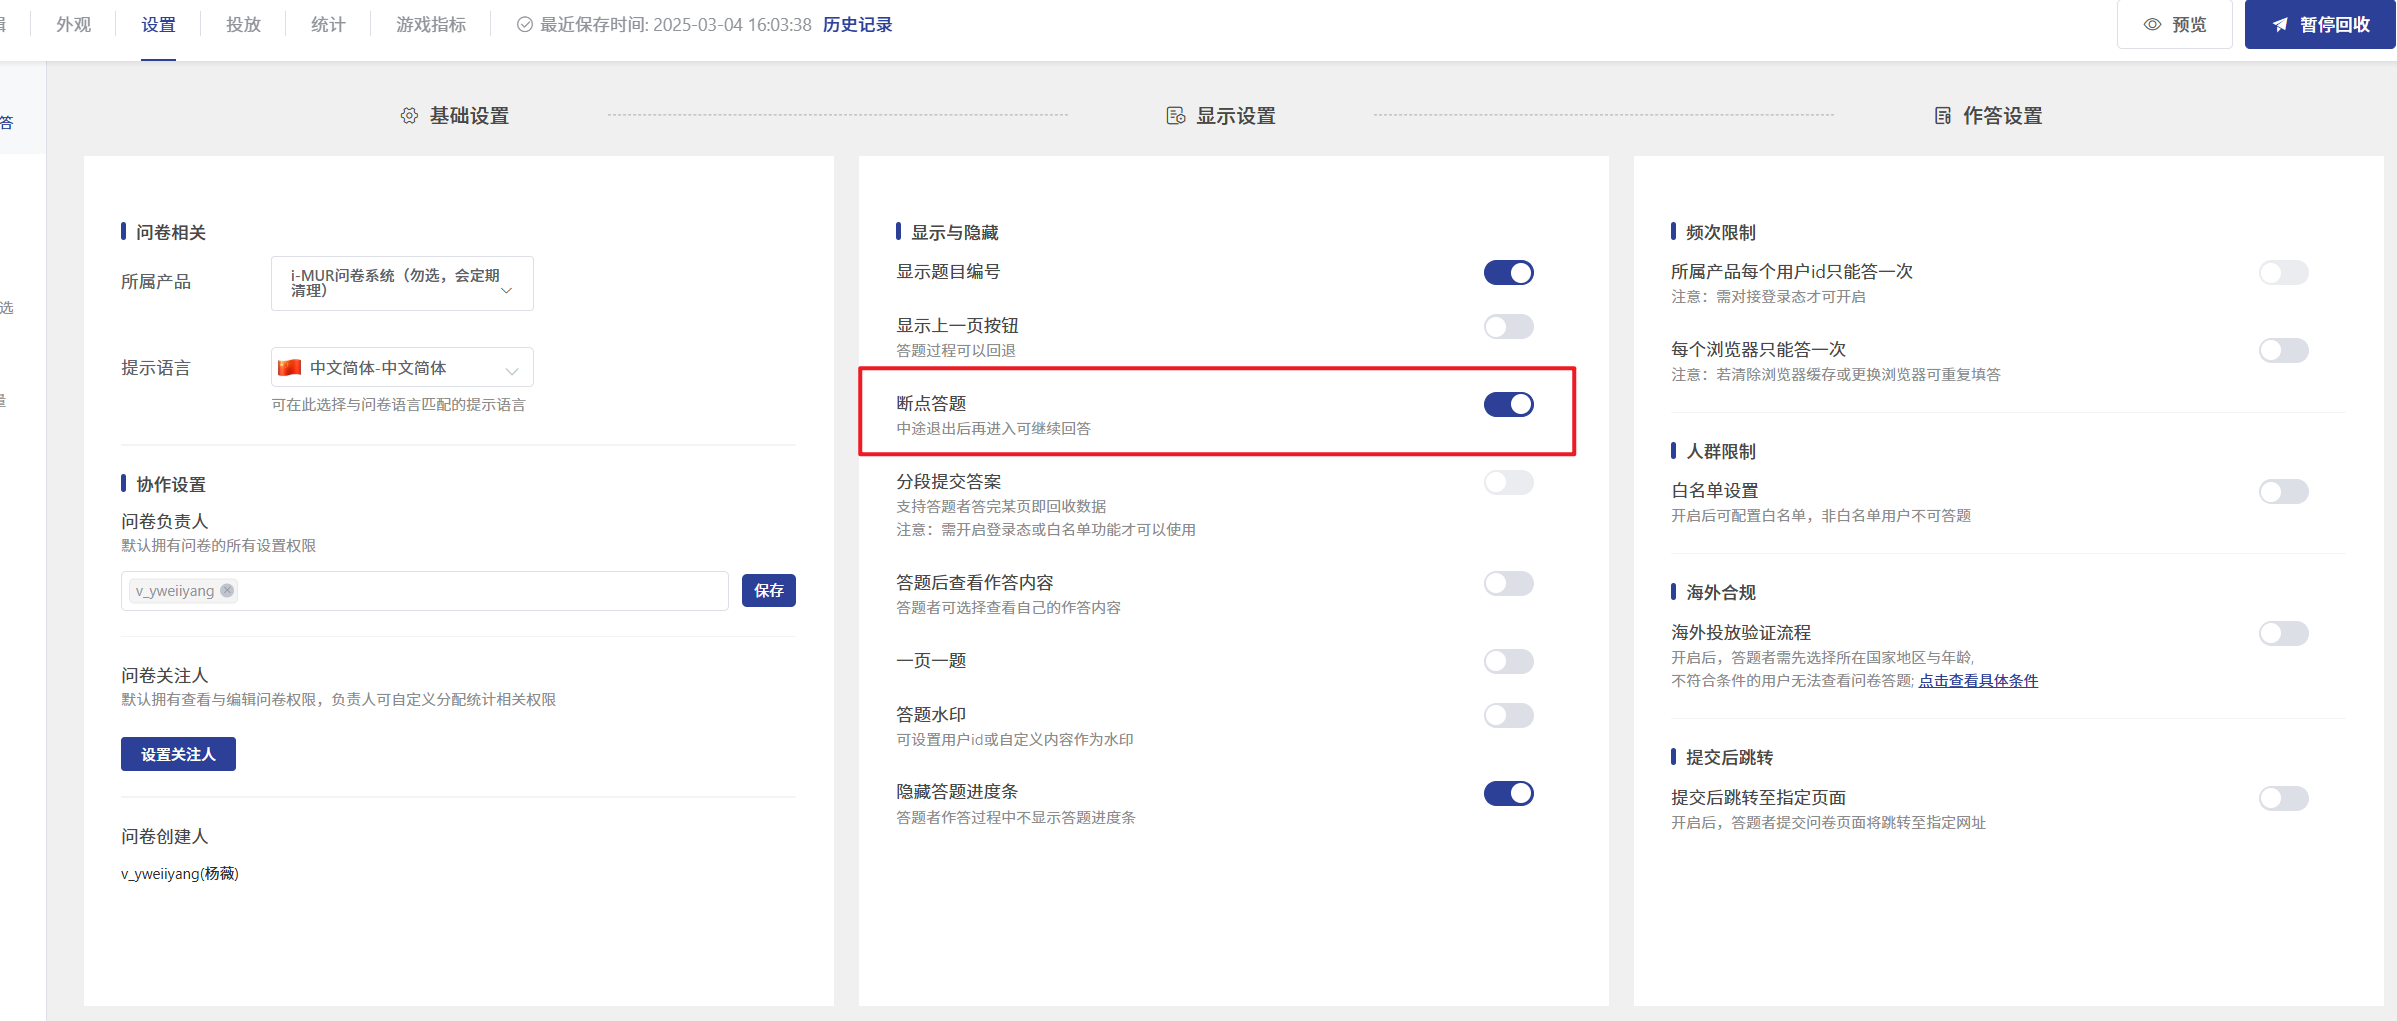 外观
设置
投放
统计
游戏指标
最近保存时间: 2025-03-04 16:03:38 历史记录
预览
暂停回收
答
选
量
基础设置
显示设置
作答设置
问卷相关
所属产品
i-MUR问卷系统（勿选，会定期
清理）
提示语言
中文简体-中文简体
可在此选择与问卷语言匹配的提示语言
协作设置
问卷负责人
默认拥有问卷的所有设置权限
v_yweiiyang
保存
问卷关注人
默认拥有查看与编辑问卷权限，负责人可自定义分配统计相关权限
设置关注人
问卷创建人
v_yweiiyang(杨薇)
显示与隐藏
显示题目编号
显示上一页按钮
答题过程可以回退
断点答题
中途退出后再进入可继续回答
分段提交答案
支持答题者答完某页即回收数据
注意：需开启登录态或白名单功能才可以使用
答题后查看作答内容
答题者可选择查看自己的作答内容
一页一题
答题水印
可设置用户id或自定义内容作为水印
隐藏答题进度条
答题者作答过程中不显示答题进度条
频次限制
所属产品每个用户id只能答一次
注意：需对接登录态才可开启
每个浏览器只能答一次
注意：若清除浏览器缓存或更换浏览器可重复填答
人群限制
白名单设置
开启后可配置白名单，非白名单用户不可答题
海外合规
海外投放验证流程
开启后，答题者需先选择所在国家地区与年龄,
不符合条件的用户无法查看问卷答题; 点击查看具体条件
提交后跳转
提交后跳转至指定页面
开启后，答题者提交问卷页面将跳转至指定网址